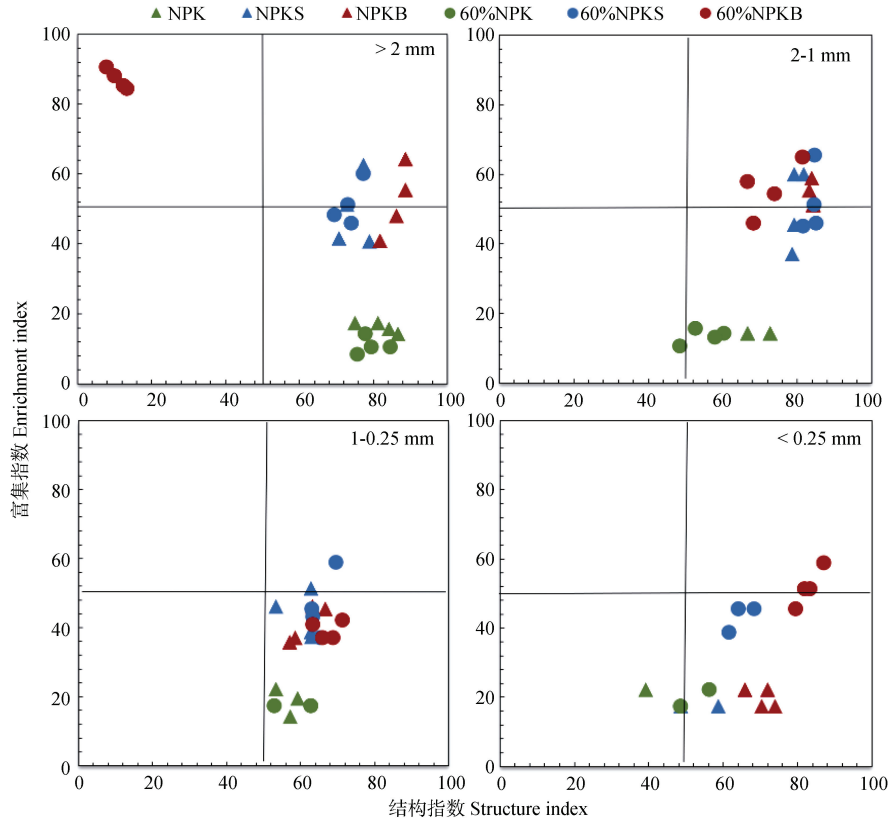 NPK NPKS NPKB 60%NPK 60%NPKS 60%NPKB
> 2 mm
100
80
60
40
20
0
0 20 40 60 80 100
2-1 mm
100
80
60
40
20
0
0 20 40 60 80 100
1-0.25 mm
100
80
60
40
20
0
0 20 40 60 80 100
< 0.25 mm
100
80
60
40
20
0
0 20 40 60 80 100
富集指数 Enrichment index
结构指数 Structure index